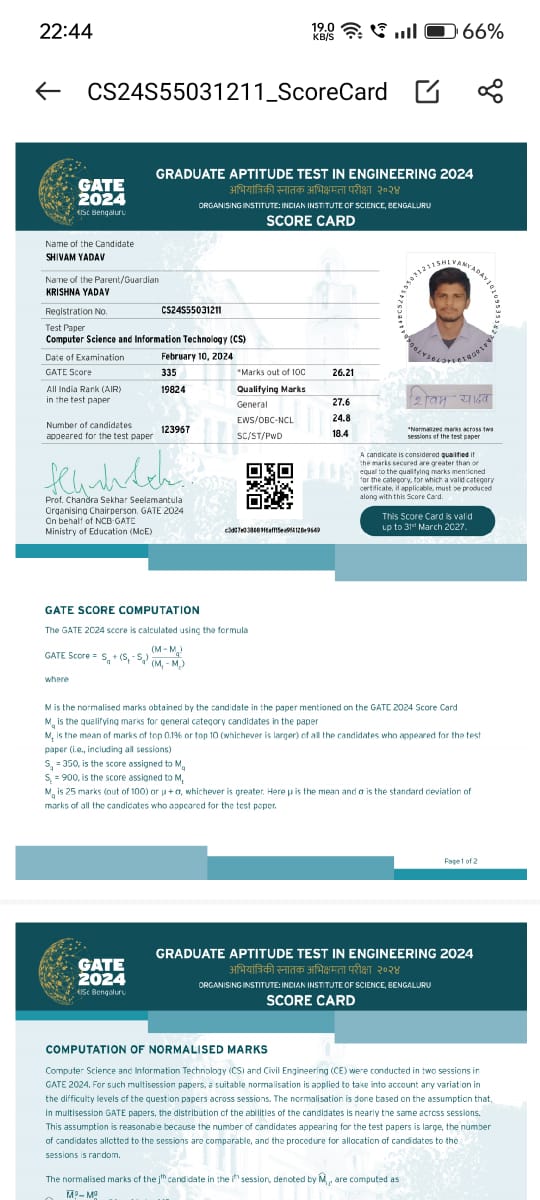 22:44
19.0 KB/S
66%
CS24S55031211_ScoreCard
GATE 2024
IISc Bengaluru
GRADUATE APTITUDE TEST IN ENGINEERING 2024
अभियांत्रिकी स्नातक अभिक्षमता परीक्षा २०२४
ORGANISING INSTITUTE: INDIAN INSTITUTE OF SCIENCE, BENGALURU
SCORE CARD
Name of the Candidate
SHIVAM YADAV
Name of the Parent/Guardian
KRISHNA YADAV
Registration No. CS24S55031211
Test Paper
Computer Science and Information Technology (CS)
Date of Examination February 10, 2024
GATE Score 335 *Marks out of 100 26.21
All India Rank (AIR) in the test paper 19824
Qualifying Marks
General 27.6
EWS/OBC-NCL 24.8
SC/ST/PwD 18.4
Number of candidates appeared for the test paper 123967
शिवम यादव
*Normalized marks across two sessions of the test paper
A candicate is considered qualified if
the marks secured are greater than or
equal to the qualifying marks mentioned
for the category, for which a valid category
certificate, if applicable, must be produced
along with this Score Card.
Prof. Chandra Sekhar Seelamantula
Organising Chairperson, GATE 2024
On behalf of NCB-GATE
Ministry of Education (MoE)
This Score Card is valid
up to 31st March 2027.
GATE SCORE COMPUTATION
The GATE 2024 score is calculated using the formula
GATE Score = Sq + (St - Sq) (M - Mq) / (Mt - Mq)
where
M is the normalised marks obtained by the candidate in the paper mentioned on the GATE 2024 Score Card
Mq is the qualifying marks for general category candidates in the paper
Mt is the mean of marks of top 0.1% or top 10 (whichever is larger) of all the candidates who appeared for the test
paper (i.e., including all sessions)
Sq = 350, is the score assigned to Mq
St = 900, is the score assigned to Mt
Mq is 25 marks (out of 100) or μ + σ, whichever is greater. Here μ is the mean and σ is the standard deviation of
marks of all the candidates who appeared for the test paper.
Page 1 of 2
GATE 2024
IISc Bengaluru
GRADUATE APTITUDE TEST IN ENGINEERING 2024
अभियांत्रिकी स्नातक अभिक्षमता परीक्षा २०२४
ORGANISING INSTITUTE: INDIAN INSTITUTE OF SCIENCE, BENGALURU
SCORE CARD
COMPUTATION OF NORMALISED MARKS
Computer Science and Information Technology (CS) and Civil Engineering (CE) were conducted in two sessions in
GATE 2024. For such multisession papers, a suitable normalisation is applied to take into account any variation in
the difficulty levels of the question papers across sessions. The normalisation is done based on the assumption that,
in multisession GATE papers, the distribution of the abilities of the candidates is nearly the same across sessions.
This assumption is reasonable because the number of candidates appearing for the test papers is large, the number
of candidates allotted to the sessions are comparable, and the procedure for allocation of candidates to the
sessions is random.
The normalised marks of the jth candidate in the ith session, denoted by M̂ij, are computed as